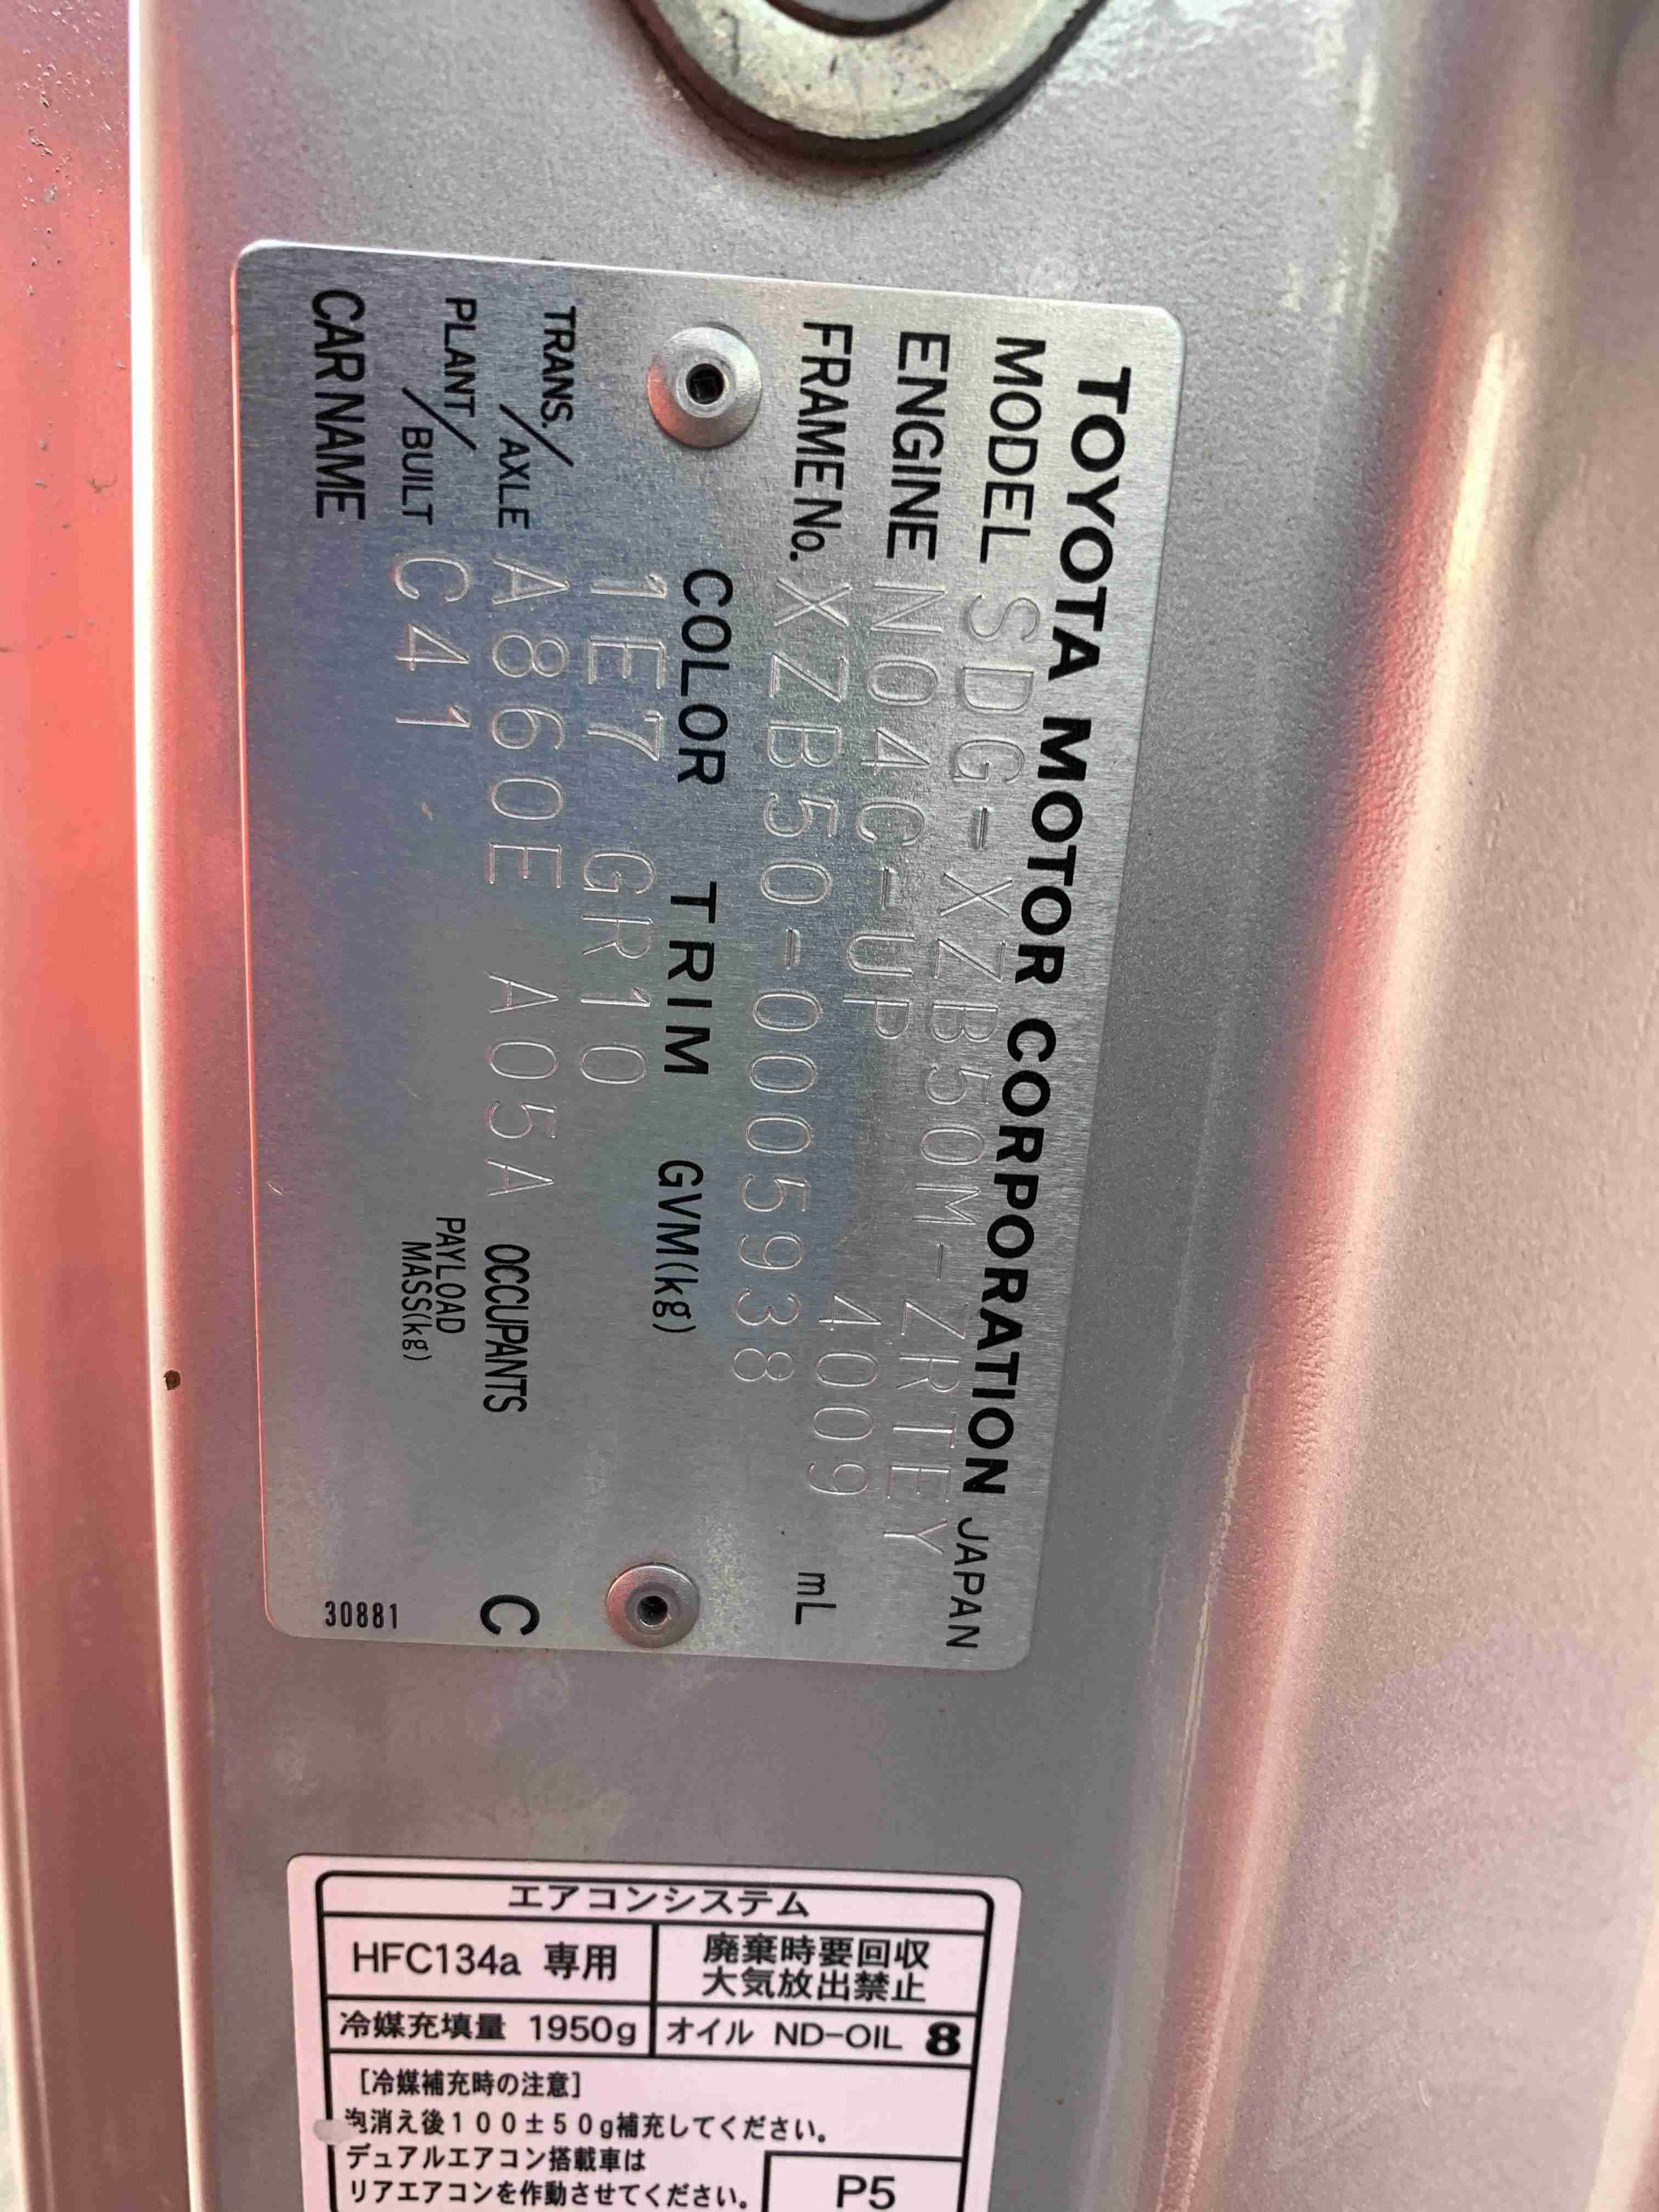 TOYOTA MOTOR CORPORATION JAPAN
MODEL SDG-XZB50M-ZRTEY
ENGINE N04C-UP 4009 mL
FRAME No. XZB50-0005938
COLOR TRIM GVM(kg)
1E7 GR10
TRANS./AXLE A860E A05A OCCUPANTS C
PLANT/BUILT C41 PAYLOAD MASS(kg)
CAR NAME 30881
エアコンシステム
HFC134a 専用 廃棄時要回収
大気放出禁止
冷媒充填量 1950g オイル ND-OIL 8
[冷媒補充時の注意]
泡消え後100±50g補充してください。
デュアルエアコン搭載車は
リアエアコンを作動させてください。 P5